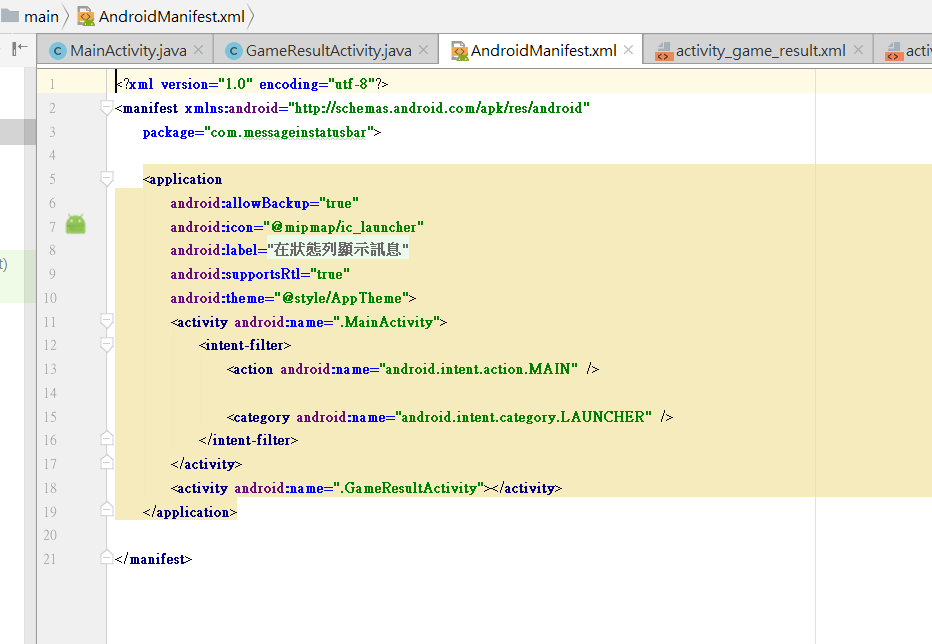 main AndroidManifest.xml
MainActivity.java GameResultActivity.java AndroidManifest.xml activity_game_result.xml acti
1 <?xml version="1.0" encoding="utf-8"?>
2 <manifest xmlns:android="http://schemas.android.com/apk/res/android"
3 package="com.messageinstatusbar">
4
5 <application
6 android:allowBackup="true"
7 android:icon="@mipmap/ic_launcher"
8 android:label="在狀態列顯示訊息"
t)
9 android:supportsRtl="true"
10 android:theme="@style/AppTheme">
11 <activity android:name=".MainActivity">
12 <intent-filter>
13 <action android:name="android.intent.action.MAIN" />
14
15 <category android:name="android.intent.category.LAUNCHER" />
16 </intent-filter>
17 </activity>
18 <activity android:name=".GameResultActivity"></activity>
19 </application>
20
21 </manifest>